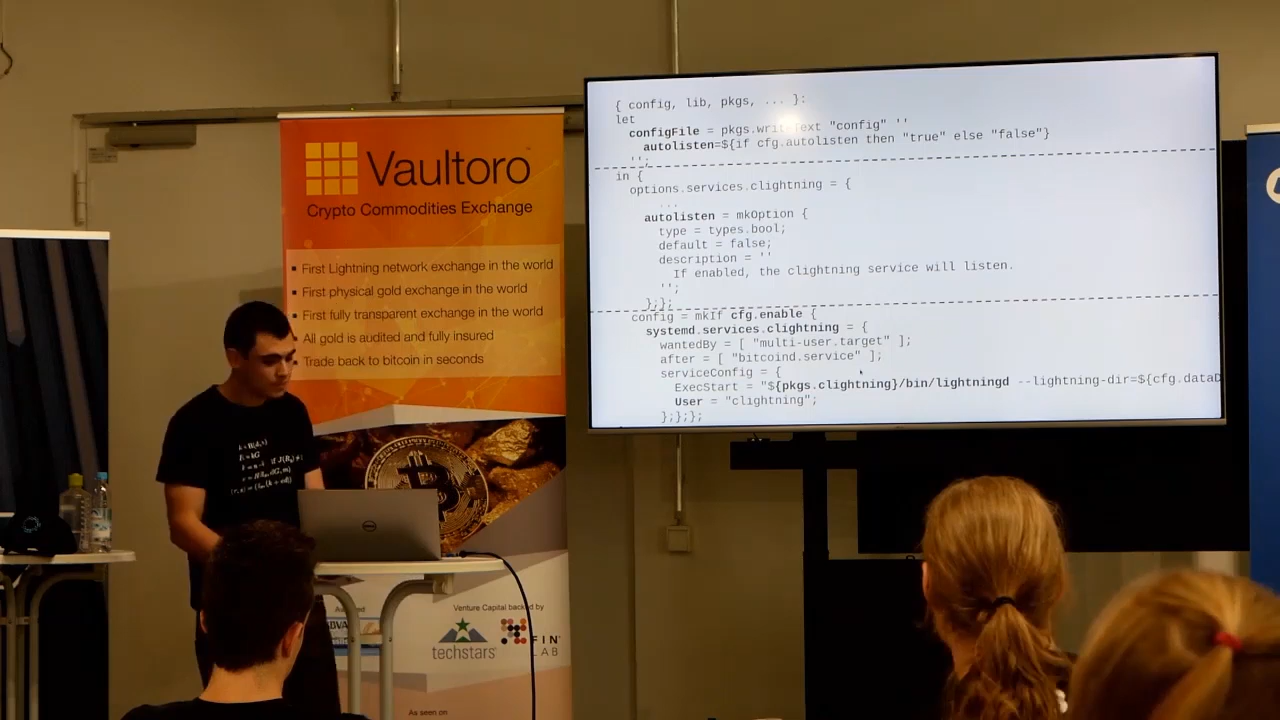 Vaultoro
Crypto Commodities Exchange
First Lightning network exchange in the world
First physical gold exchange in the world
First fully transparent exchange in the world
All gold is audited and fully insured
Trade back to bitcoin in seconds
Venture Capital backed by
techstars
FIN
LAB
As seen on
DELL
{ config, lib, pkgs, ... }:
let
configFile = pkgs.writeText "config" ''
autolisten=${if cfg.autolisten then "true" else "false"}
'';
in {
options.services.clightning = {
...
autolisten = mkOption {
type = types.bool;
default = false;
description = ''
If enabled, the clightning service will listen.
'';
};};
config = mkIf cfg.enable {
systemd.services.clightning = {
wantedBy = [ "multi-user.target" ];
after = [ "bitcoind.service" ];
serviceConfig = {
ExecStart = "${pkgs.clightning}/bin/lightningd --lightning-dir=${cfg.dataD
User = "clightning";
};};};